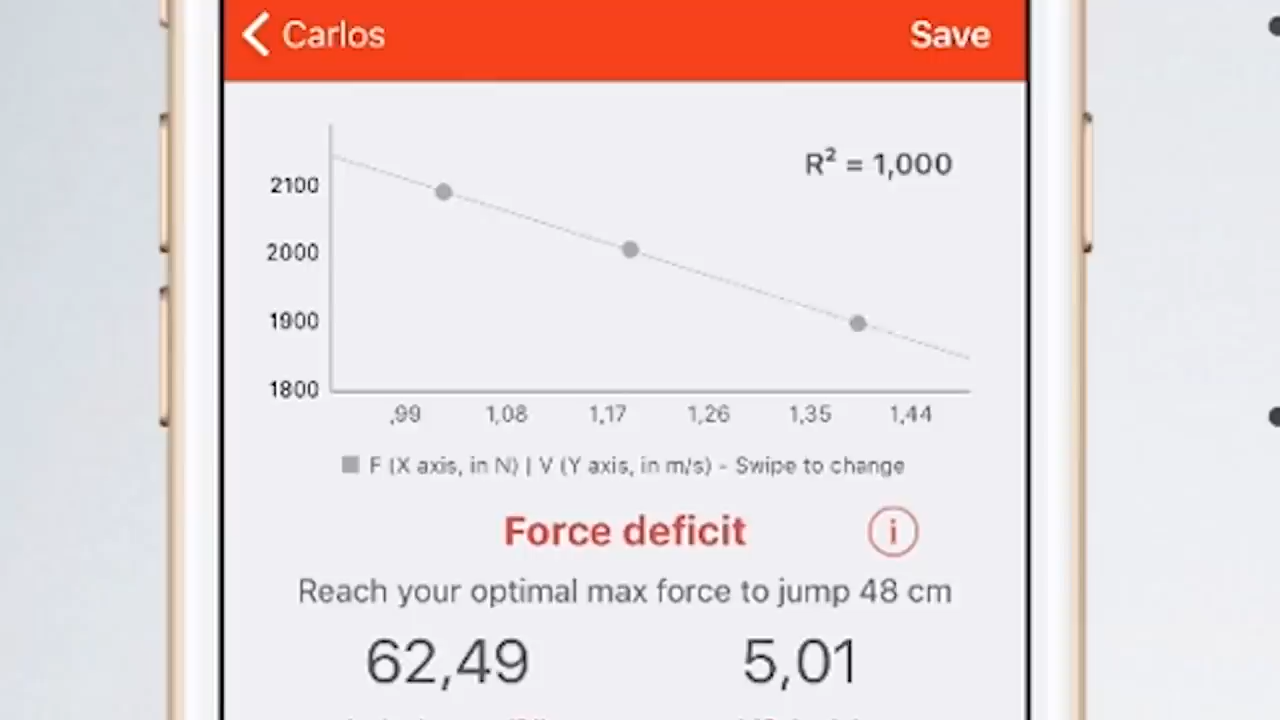 Carlos
Save
R² = 1,000
2100
2000
1900
1800
,99 1,08 1,17 1,26 1,35 1,44
F (X axis, in N) | V (Y axis, in m/s) - Swipe to change
Force deficit
i
Reach your optimal max force to jump 48 cm
62,49 5,01